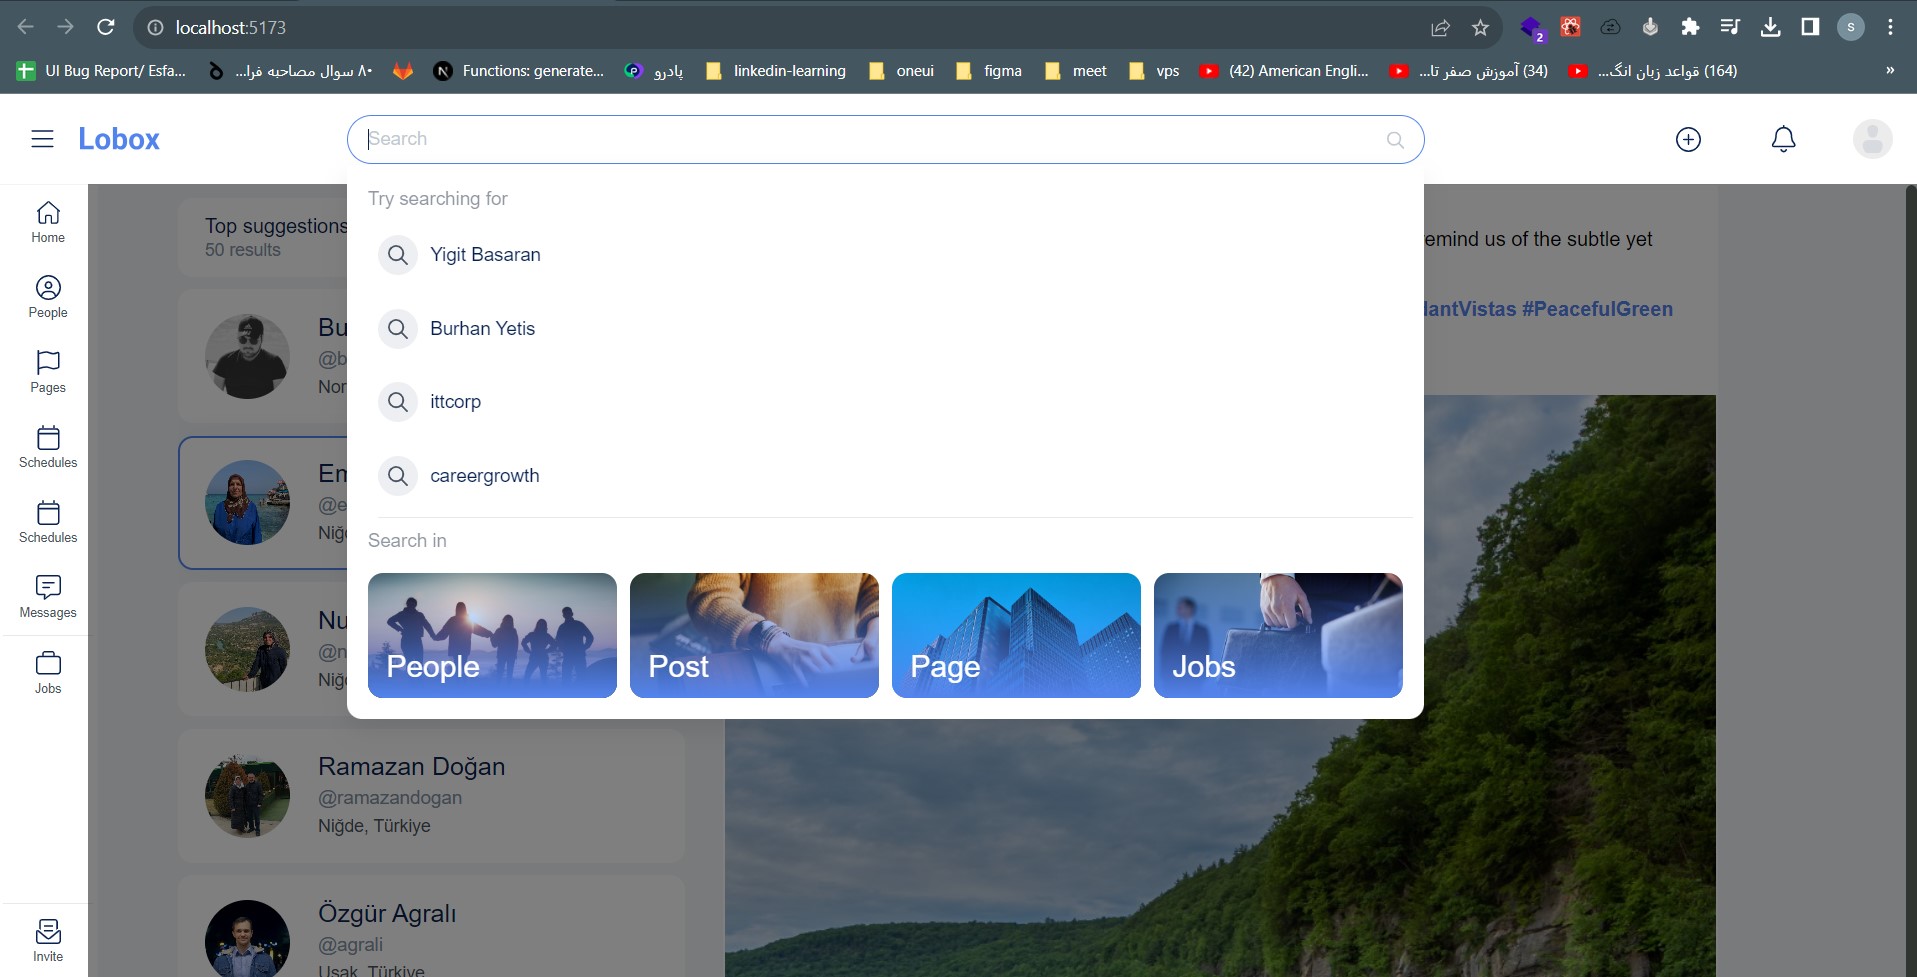 localhost:5173
2
S
UI Bug Report/ Esfa...
۸۰ سوال مصاحبه فرا...
Functions: generate...
پادرو
linkedin-learning
oneui
figma
meet
vps
(42) American Engli...
(34) آموزش صفر تا...
(164) قواعد زبان انگ...
»
Lobox
Search
Home
People
Pages
Schedules
Schedules
Messages
Jobs
Invite
Top suggestions
50 results
Bu
@b
Nor
Em
@e
Niğ
Nu
@n
Niğ
Ramazan Doğan
@ramazandogan
Niğde, Türkiye
Özgür Agralı
@agrali
Uşak, Türkiye
Try searching for
Yigit Basaran
Burhan Yetis
ittcorp
careergrowth
Search in
People
Post
Page
Jobs
emind us of the subtle yet
dantVistas #PeacefulGreen